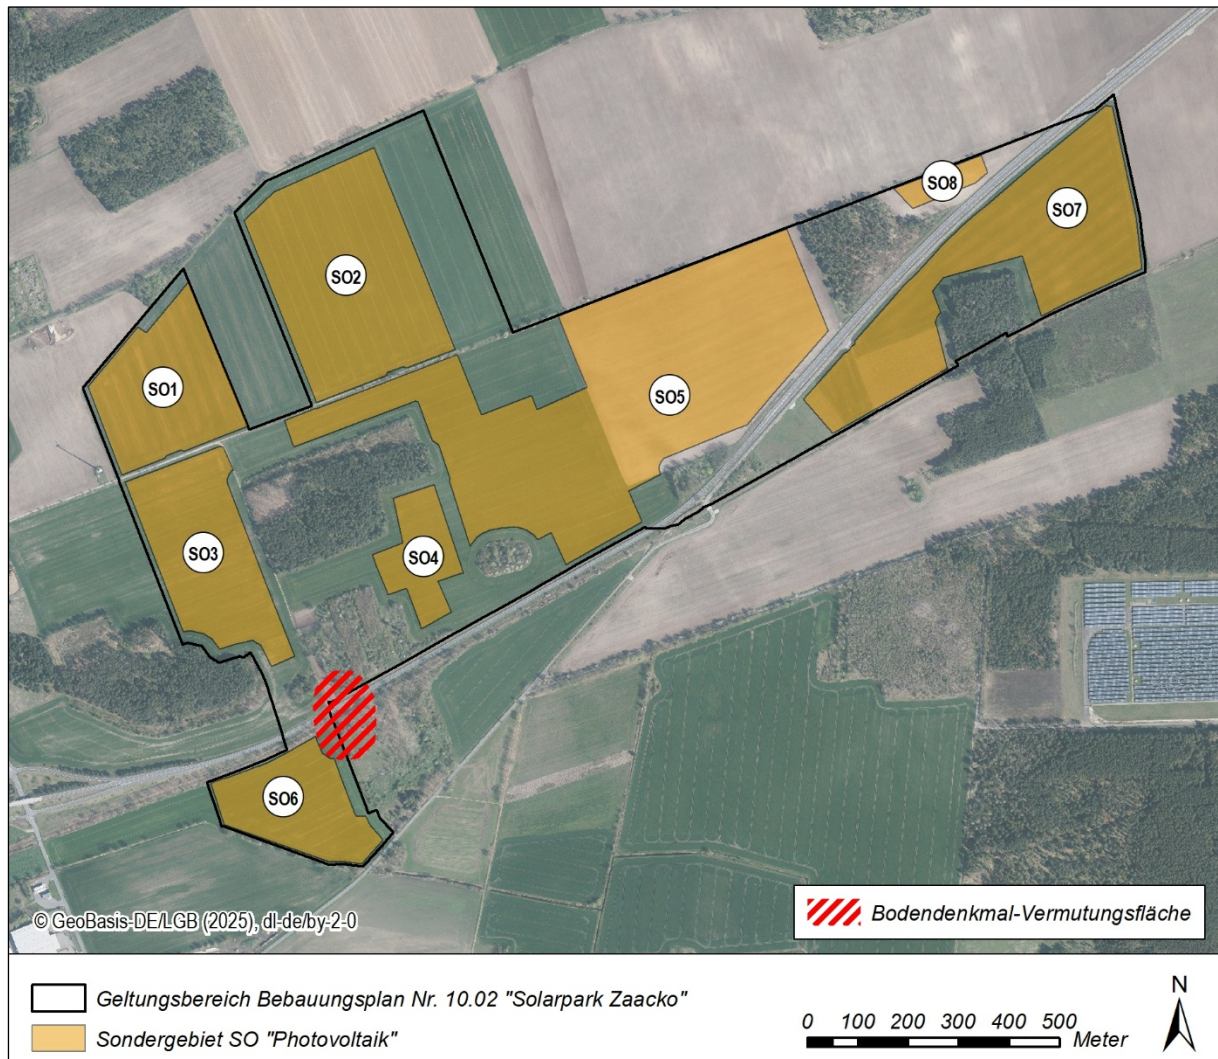 SO8
SO7
SO2
SO1
SO5
SO3
SO4
SO6
© GeoBasis-DE/LGB (2025), dl-de/by-2-0
Bodendenkmal-Vermutungsfläche
Geltungsbereich Bebauungsplan Nr. 10.02 "Solarpark Zaacko"
Sondergebiet SO "Photovoltaik"
0 100 200 300 400 500 Meter
N